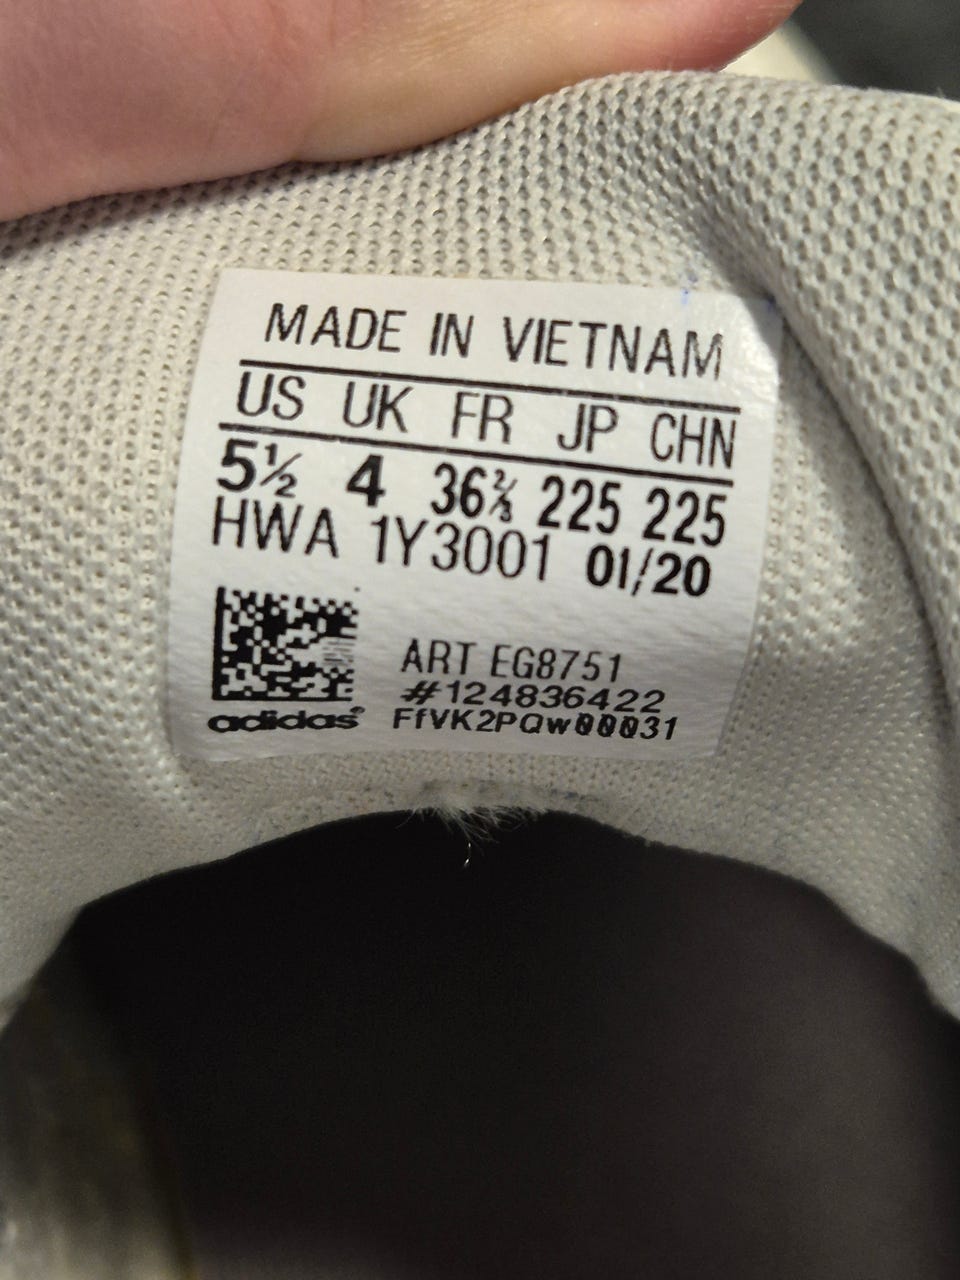 MADE IN VIETNAM
US UK FR JP CHN
5½ 4 36⅔ 225 225
HWA 1Y3001 01/20
ART EG8751
#124836422
adidas FfVK2PQw00031